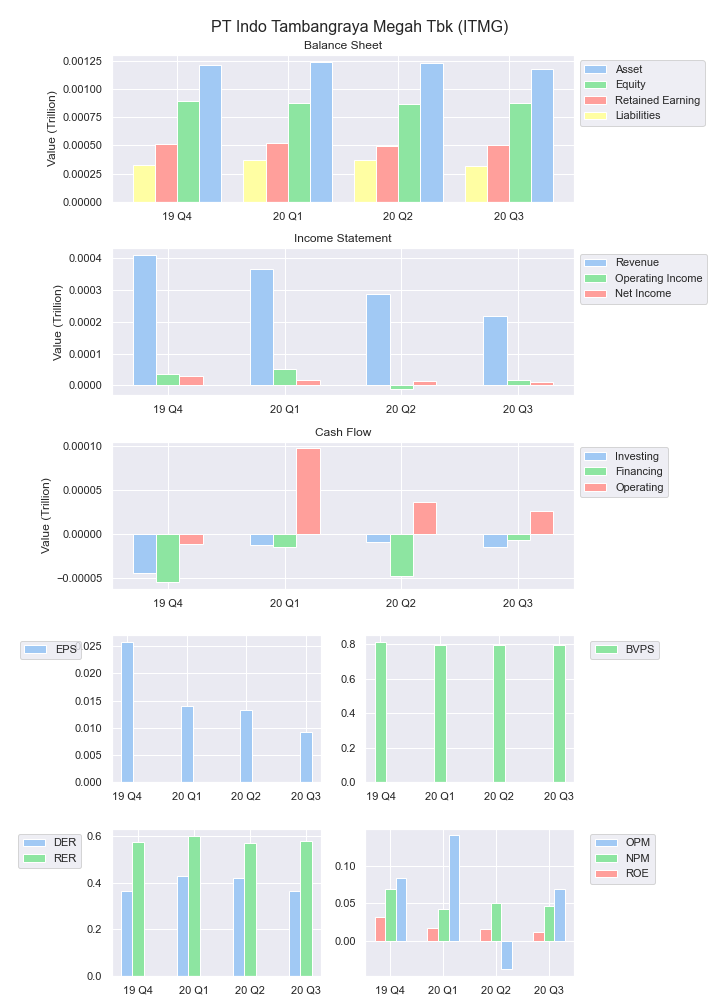 PT Indo Tambangraya Megah Tbk (ITMG)
Balance Sheet
Value (Trillion)
0.00125
0.00100
0.00075
0.00050
0.00025
0.00000
19 Q4 20 Q1 20 Q2 20 Q3
Asset
Equity
Retained Earning
Liabilities
Income Statement
Value (Trillion)
0.0004
0.0003
0.0002
0.0001
0.0000
19 Q4 20 Q1 20 Q2 20 Q3
Revenue
Operating Income
Net Income
Cash Flow
Value (Trillion)
0.00010
0.00005
0.00000
−0.00005
19 Q4 20 Q1 20 Q2 20 Q3
Investing
Financing
Operating
EPS
0.025
0.015
0.010
0.005
0.000
19 Q4 20 Q1 20 Q2 20 Q3
0.8
0.6
0.4
0.2
0.0
19 Q4 20 Q1 20 Q2 20 Q3
BVPS
DER
RER
0.6
0.4
0.2
0.0
19 Q4 20 Q1 20 Q2 20 Q3
0.10
0.05
0.00
19 Q4 20 Q1 20 Q2 20 Q3
OPM
NPM
ROE